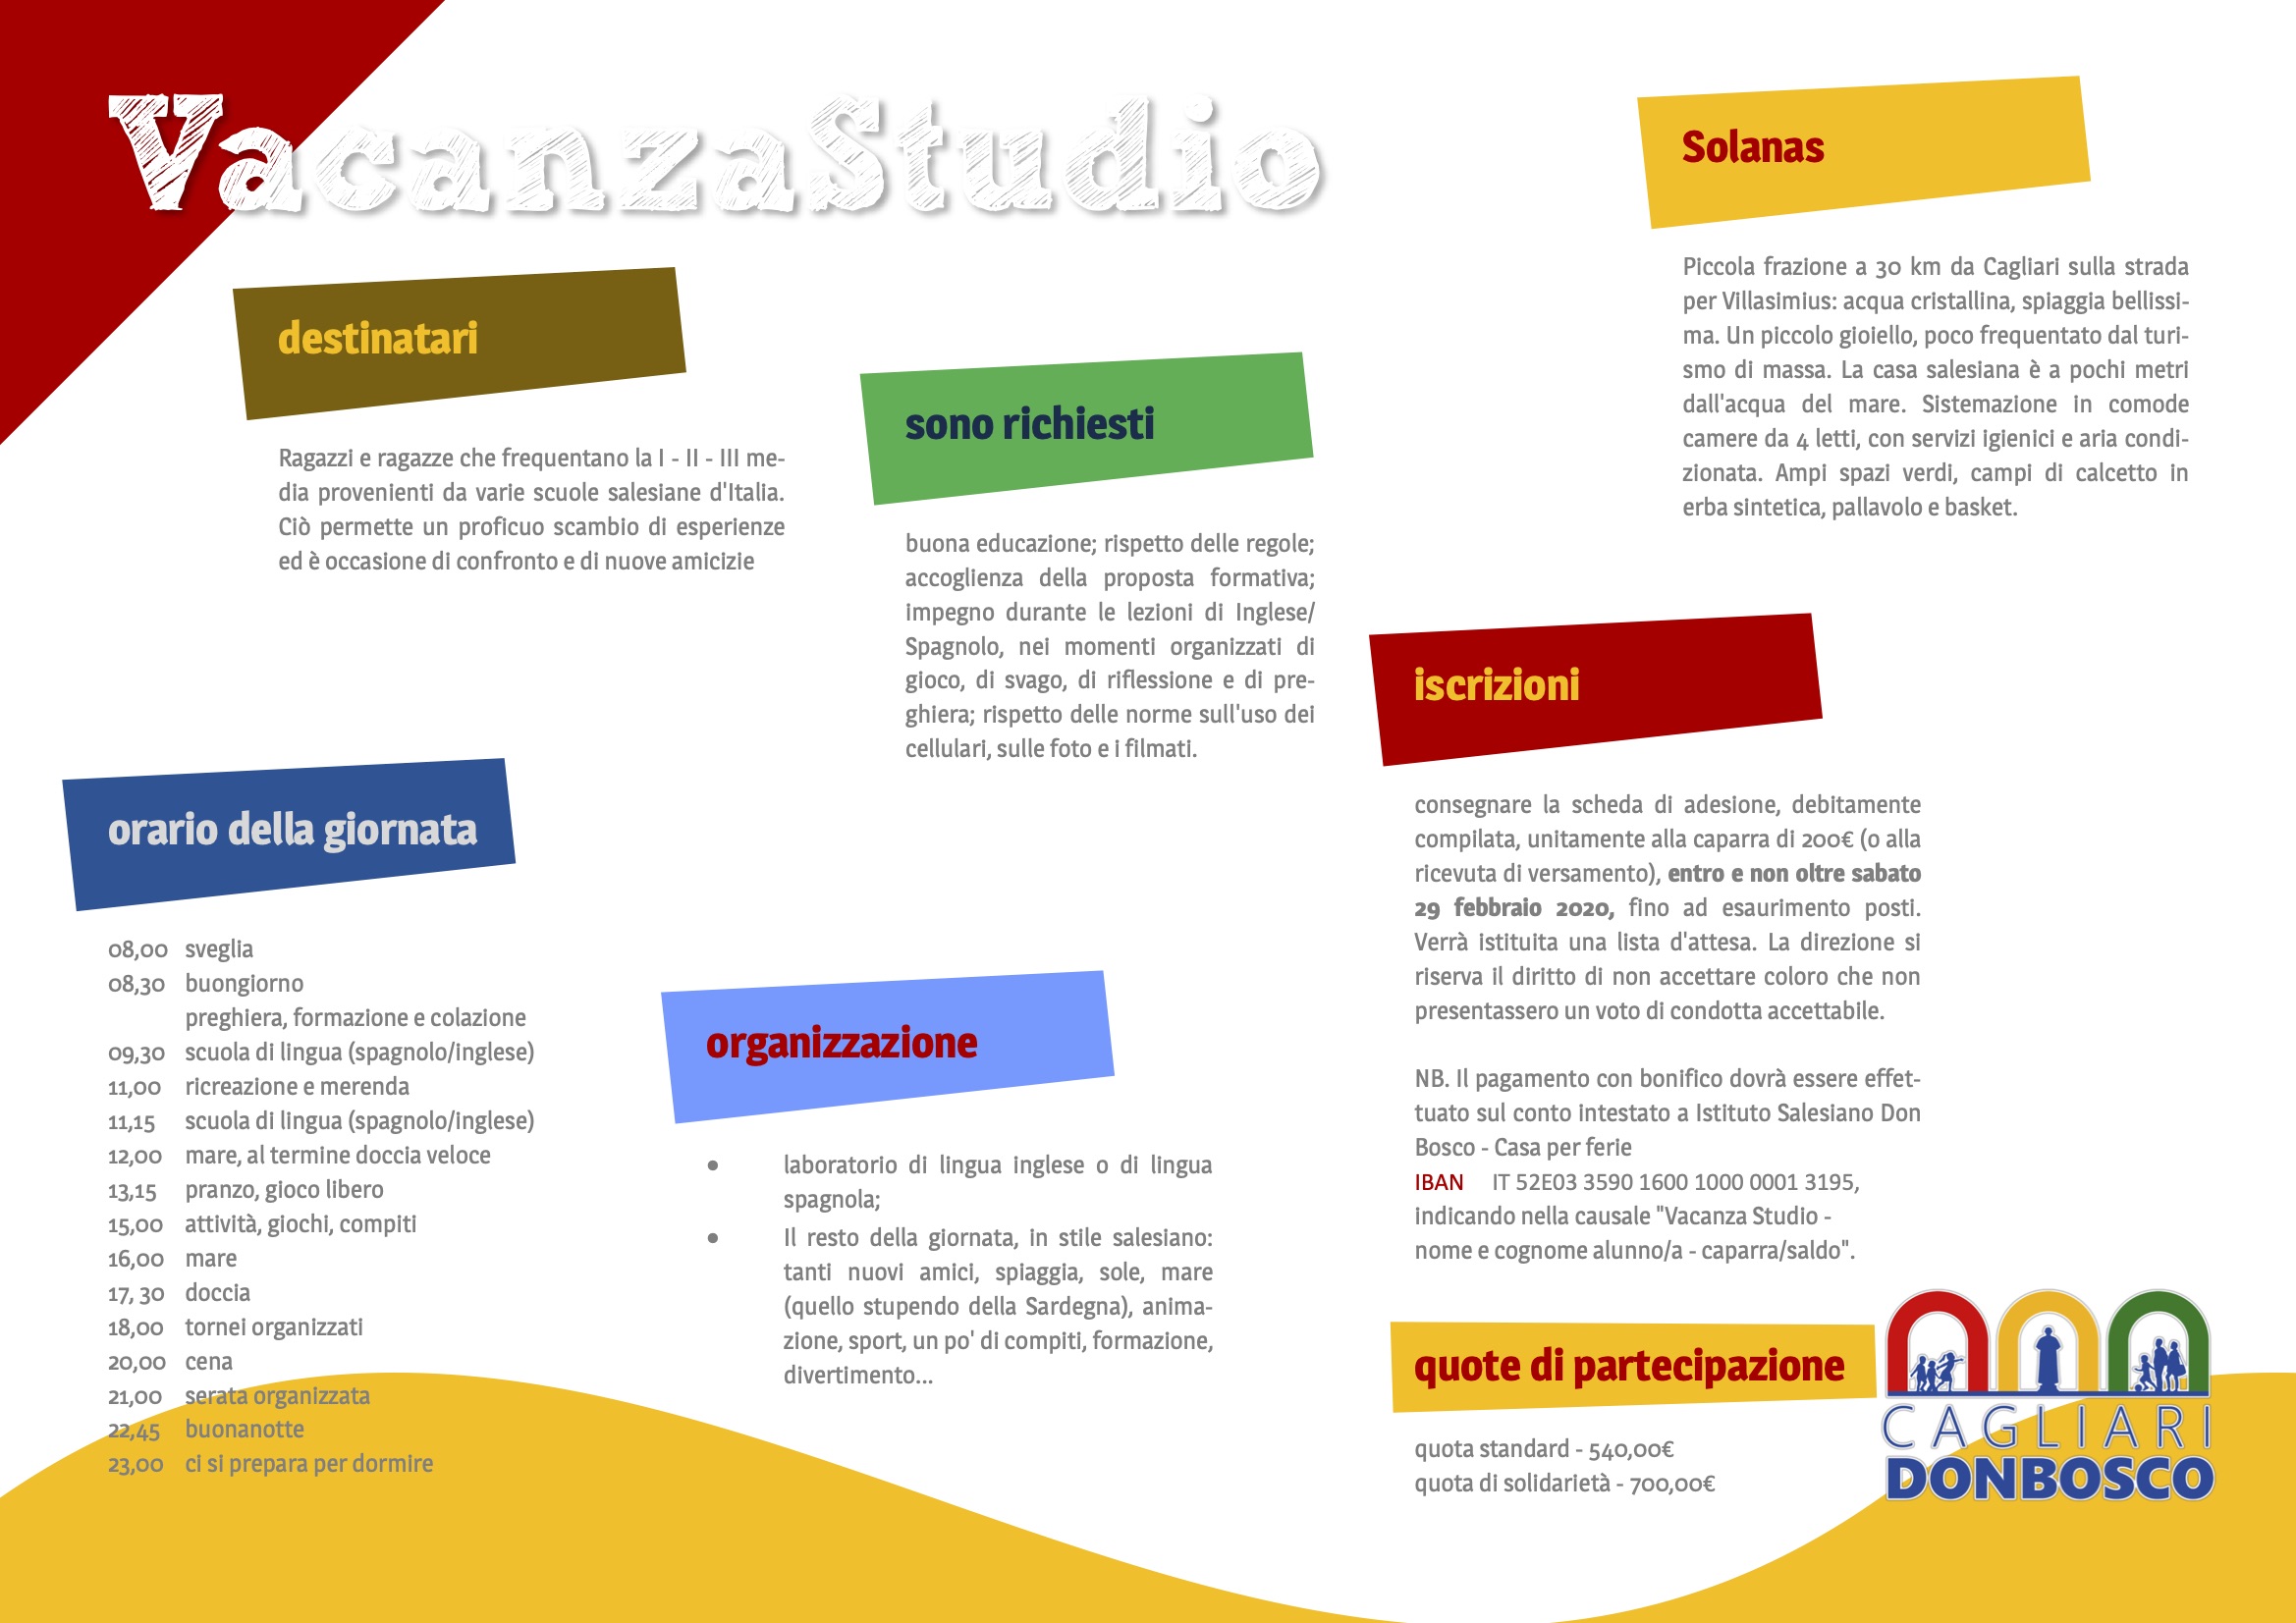 VacanzaStudio
destinatari
Ragazzi e ragazze che frequentano la I - II - III me-
dia provenienti da varie scuole salesiane d'Italia.
Ciò permette un proficuo scambio di esperienze
ed è occasione di confronto e di nuove amicizie
sono richiesti
buona educazione; rispetto delle regole;
accoglienza della proposta formativa;
impegno durante le lezioni di Inglese/
Spagnolo, nei momenti organizzati di
gioco, di svago, di riflessione e di pre-
ghiera; rispetto delle norme sull'uso dei
cellulari, sulle foto e i filmati.
Solanas
Piccola frazione a 30 km da Cagliari sulla strada
per Villasimius: acqua cristallina, spiaggia bellissi-
ma. Un piccolo gioiello, poco frequentato dal turi-
smo di massa. La casa salesiana è a pochi metri
dall'acqua del mare. Sistemazione in comode
camere da 4 letti, con servizi igienici e aria condi-
zionata. Ampi spazi verdi, campi di calcetto in
erba sintetica, pallavolo e basket.
orario della giornata
08,00 sveglia
08,30 buongiorno
preghiera, formazione e colazione
09,30 scuola di lingua (spagnolo/inglese)
11,00 ricreazione e merenda
11,15 scuola di lingua (spagnolo/inglese)
12,00 mare, al termine doccia veloce
13,15 pranzo, gioco libero
15,00 attività, giochi, compiti
16,00 mare
17, 30 doccia
18,00 tornei organizzati
20,00 cena
21,00 serata organizzata
22,45 buonanotte
23,00 ci si prepara per dormire
organizzazione
• laboratorio di lingua inglese o di lingua
spagnola;
• Il resto della giornata, in stile salesiano:
tanti nuovi amici, spiaggia, sole, mare
(quello stupendo della Sardegna), anima-
zione, sport, un po' di compiti, formazione,
divertimento...
iscrizioni
consegnare la scheda di adesione, debitamente
compilata, unitamente alla caparra di 200€ (o alla
ricevuta di versamento), entro e non oltre sabato
29 febbraio 2020, fino ad esaurimento posti.
Verrà istituita una lista d'attesa. La direzione si
riserva il diritto di non accettare coloro che non
presentassero un voto di condotta accettabile.
NB. Il pagamento con bonifico dovrà essere effet-
tuato sul conto intestato a Istituto Salesiano Don
Bosco - Casa per ferie
IBAN IT 52E03 3590 1600 1000 0001 3195,
indicando nella causale "Vacanza Studio -
nome e cognome alunno/a - caparra/saldo".
quote di partecipazione
quota standard - 540,00€
quota di solidarietà - 700,00€
CAGLIARI
DONBOSCO